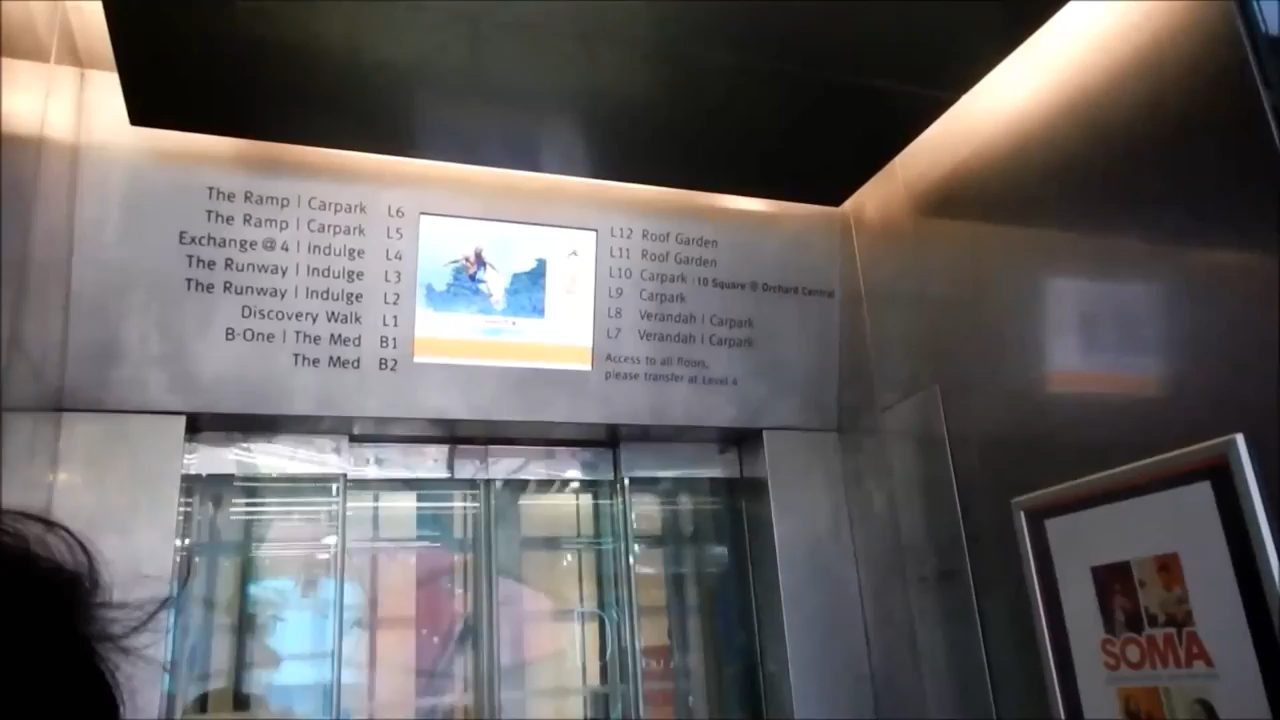 The Ramp | Carpark L6
The Ramp | Carpark L5
Exchange@4 | Indulge L4
The Runway | Indulge L3
The Runway | Indulge L2
Discovery Walk L1
B-One | The Med B1
The Med B2
L12 Roof Garden
L11 Roof Garden
L10 Carpark | 10 Square @ Orchard Central
L9 Carpark
L8 Verandah | Carpark
L7 Verandah | Carpark
Access to all floors,
please transfer at Level 4
SOMA